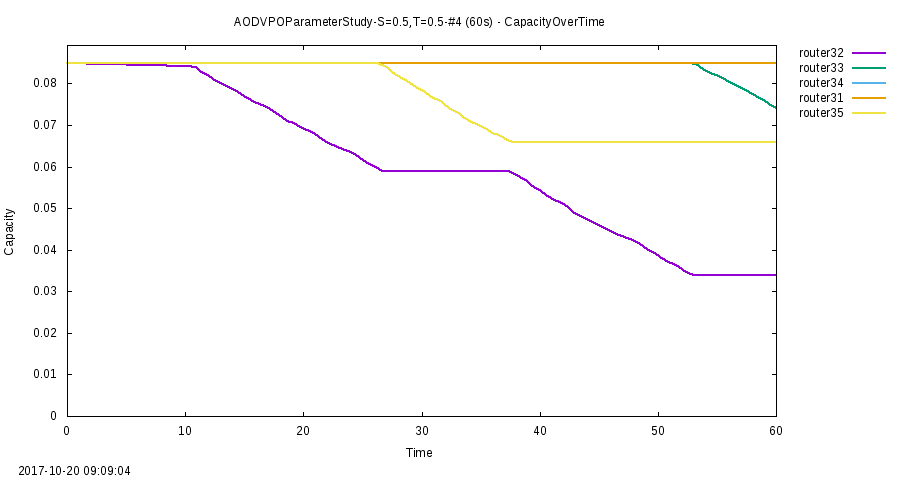 AODVPOParameterStudy-S=0.5,T=0.5-#4 (60s) - CapacityOverTime
router32
router33
router34
router31
router35
0.08
0.07
0.06
0.05
0.04
0.03
0.02
0.01
0
Capacity
0 10 20 30 40 50 60
Time
2017-10-20 09:09:04